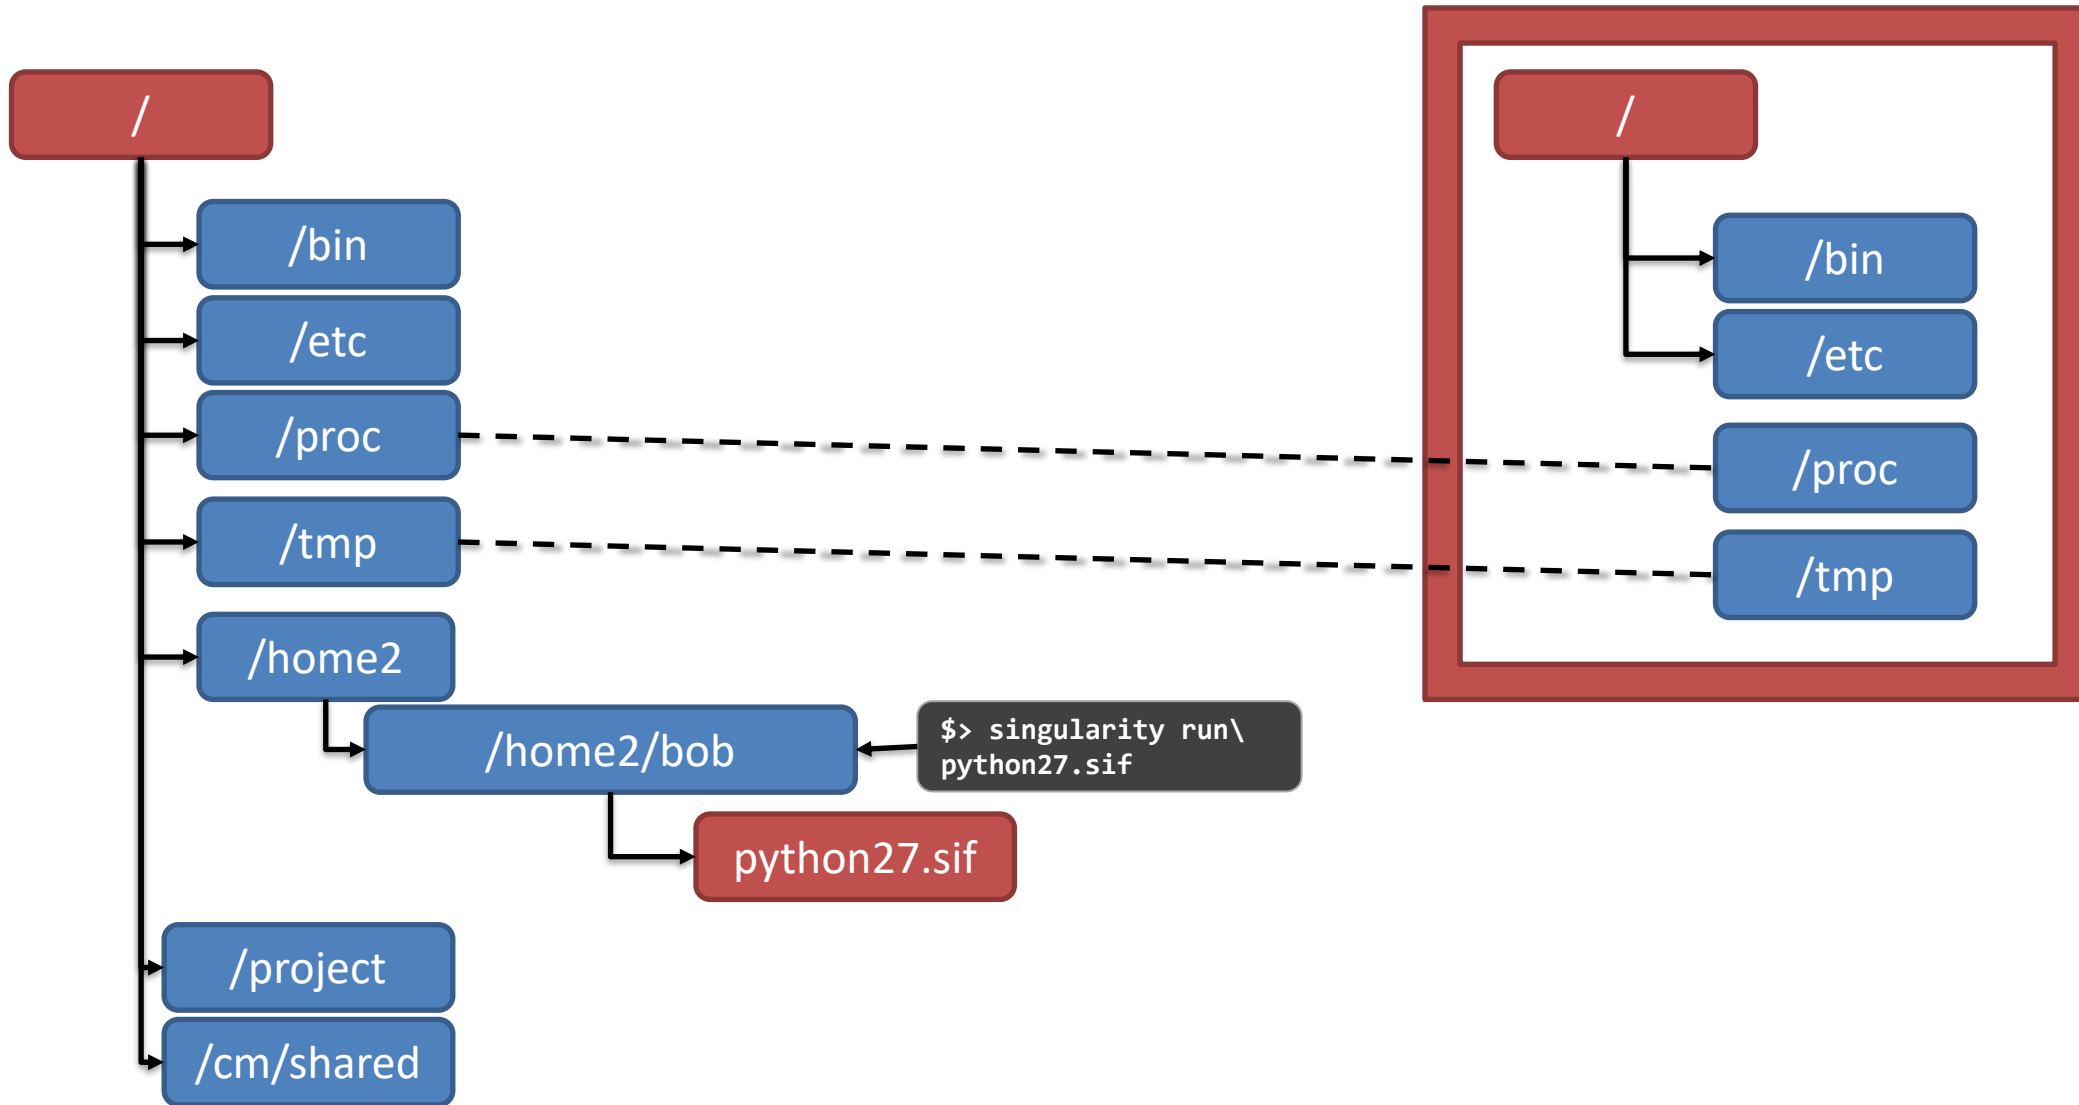 /
/bin
/etc
/proc
/tmp
/home2
/home2/bob
$> singularity run\
python27.sif
python27.sif
/project
/cm/shared
/
/bin
/etc
/proc
/tmp